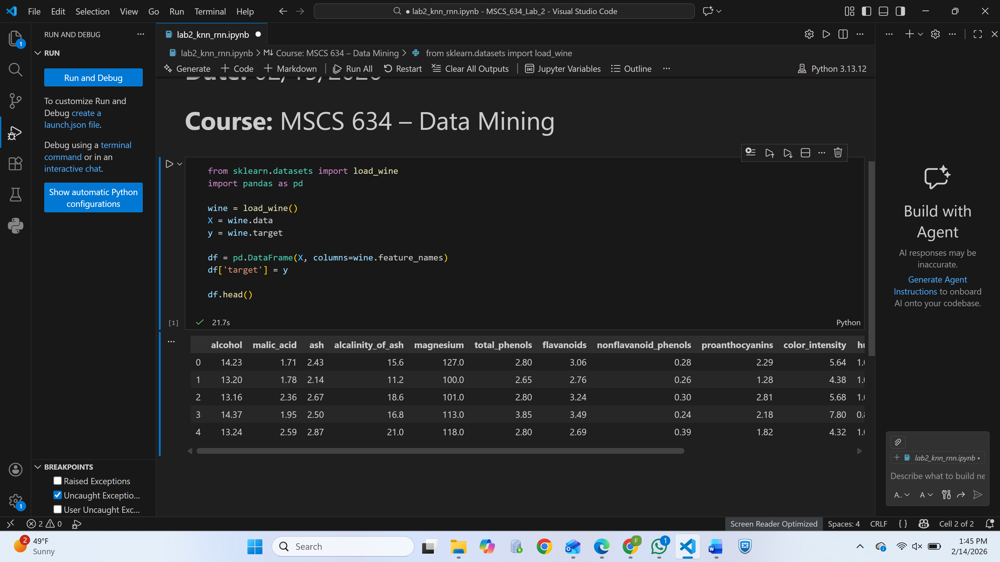 File Edit Selection View Go Run Terminal Help
● lab2_knn_rnn.ipynb - MSCS_634_Lab_2 - Visual Studio Code
RUN AND DEBUG
RUN
Run and Debug
To customize Run and
Debug create a
launch.json file.
Debug using a terminal
command or in an
interactive chat.
Show automatic Python
configurations
BREAKPOINTS
Raised Exceptions
Uncaught Exceptio...
User Uncaught Exc...
1
1
lab2_knn_rnn.ipynb
lab2_knn_rnn.ipynb > M↓ Course: MSCS 634 – Data Mining > from sklearn.datasets import load_wine
Generate + Code + Markdown Run All Restart Clear All Outputs Jupyter Variables Outline ... Python 3.13.12
Course: MSCS 634 – Data Mining
from sklearn.datasets import load_wine
import pandas as pd
wine = load_wine()
X = wine.data
y = wine.target
df = pd.DataFrame(X, columns=wine.feature_names)
df['target'] = y
df.head()
[1] 21.7s Python
alcohol malic_acid ash alcalinity_of_ash magnesium total_phenols flavanoids nonflavanoid_phenols proanthocyanins color_intensity
0 14.23 1.71 2.43 15.6 127.0 2.80 3.06 0.28 2.29 5.64
1 13.20 1.78 2.14 11.2 100.0 2.65 2.76 0.26 1.28 4.38
2 13.16 2.36 2.67 18.6 101.0 2.80 3.24 0.30 2.81 5.68
3 14.37 1.95 2.50 16.8 113.0 3.85 3.49 0.24 2.18 7.80
4 13.24 2.59 2.87 21.0 118.0 2.80 2.69 0.39 1.82 4.32
Build with
Agent
AI responses may be
inaccurate.
Generate Agent
Instructions to onboard
AI onto your codebase.
+ lab2_knn_rnn.ipynb •
Describe what to build ne
A.. A
2 0 Screen Reader Optimized Spaces: 4 CRLF { } Cell 2 of 2
2
49°F
Sunny
Search
F
1
1:45 PM
2/14/2026